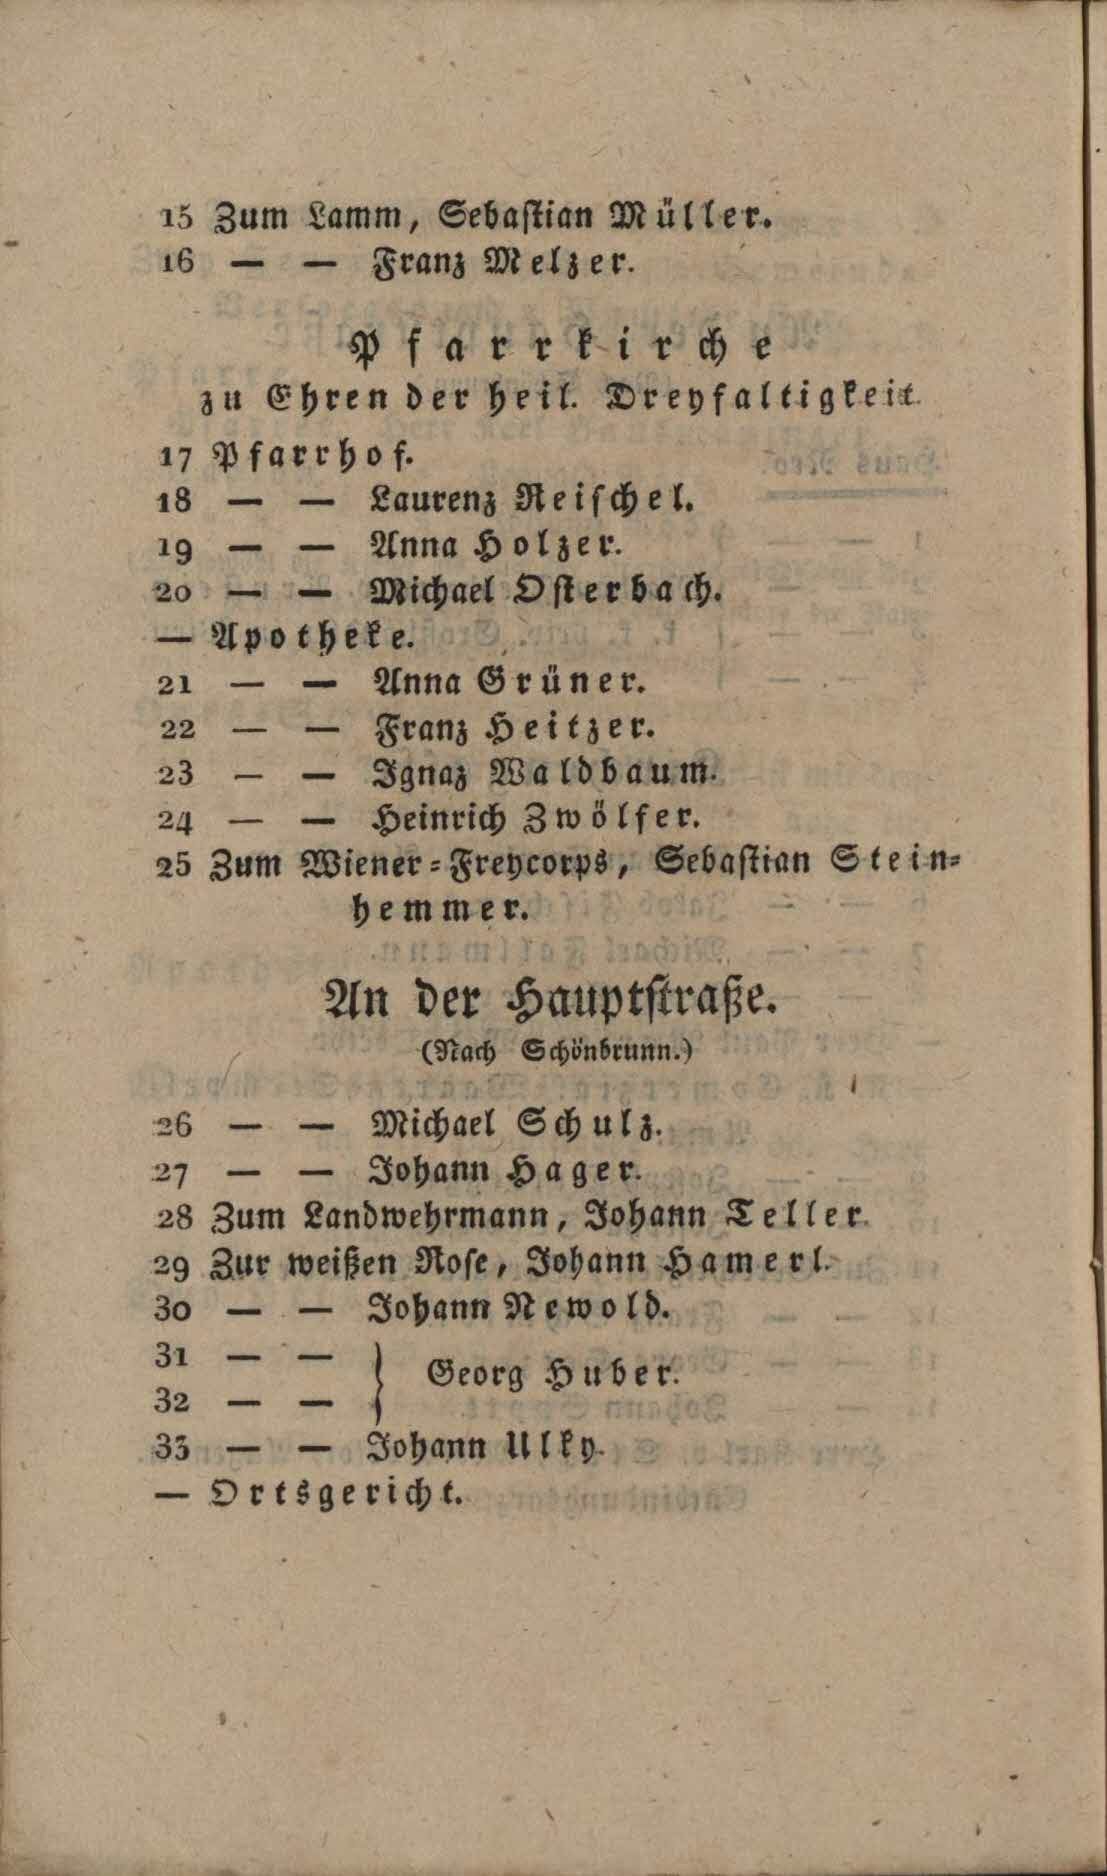 15 Zum Lamm, Sebastian Müller.
16 — — Franz Melzer.
Pfarrkirche
zu Ehren der heil. Dreyfaltigkeit.
17 Pfarrhof.
18 — — Laurenz Reischel.
19 — — Anna Holzer.
20 — — Michael Osterbach.
— Apotheke.
21 — — Anna Grüner.
22 — — Franz Heitzer.
23 — — Ignaz Waldbaum.
24 — — Heinrich Zwölfer.
25 Zum Wiener-Freycorps, Sebastian Stein-
hemmer.
An der Hauptstraße.
(Nach Schönbrunn.)
26 — — Michael Schulz.
27 — — Johann Hager.
28 Zum Landwehrmann, Johann Teller.
29 Zur weißen Rose, Johann Hamerl.
30 — — Johann Newold.
31 — —
} Georg Huber.
32 — —
33 — — Johann Ulky.
— Ortsgericht.